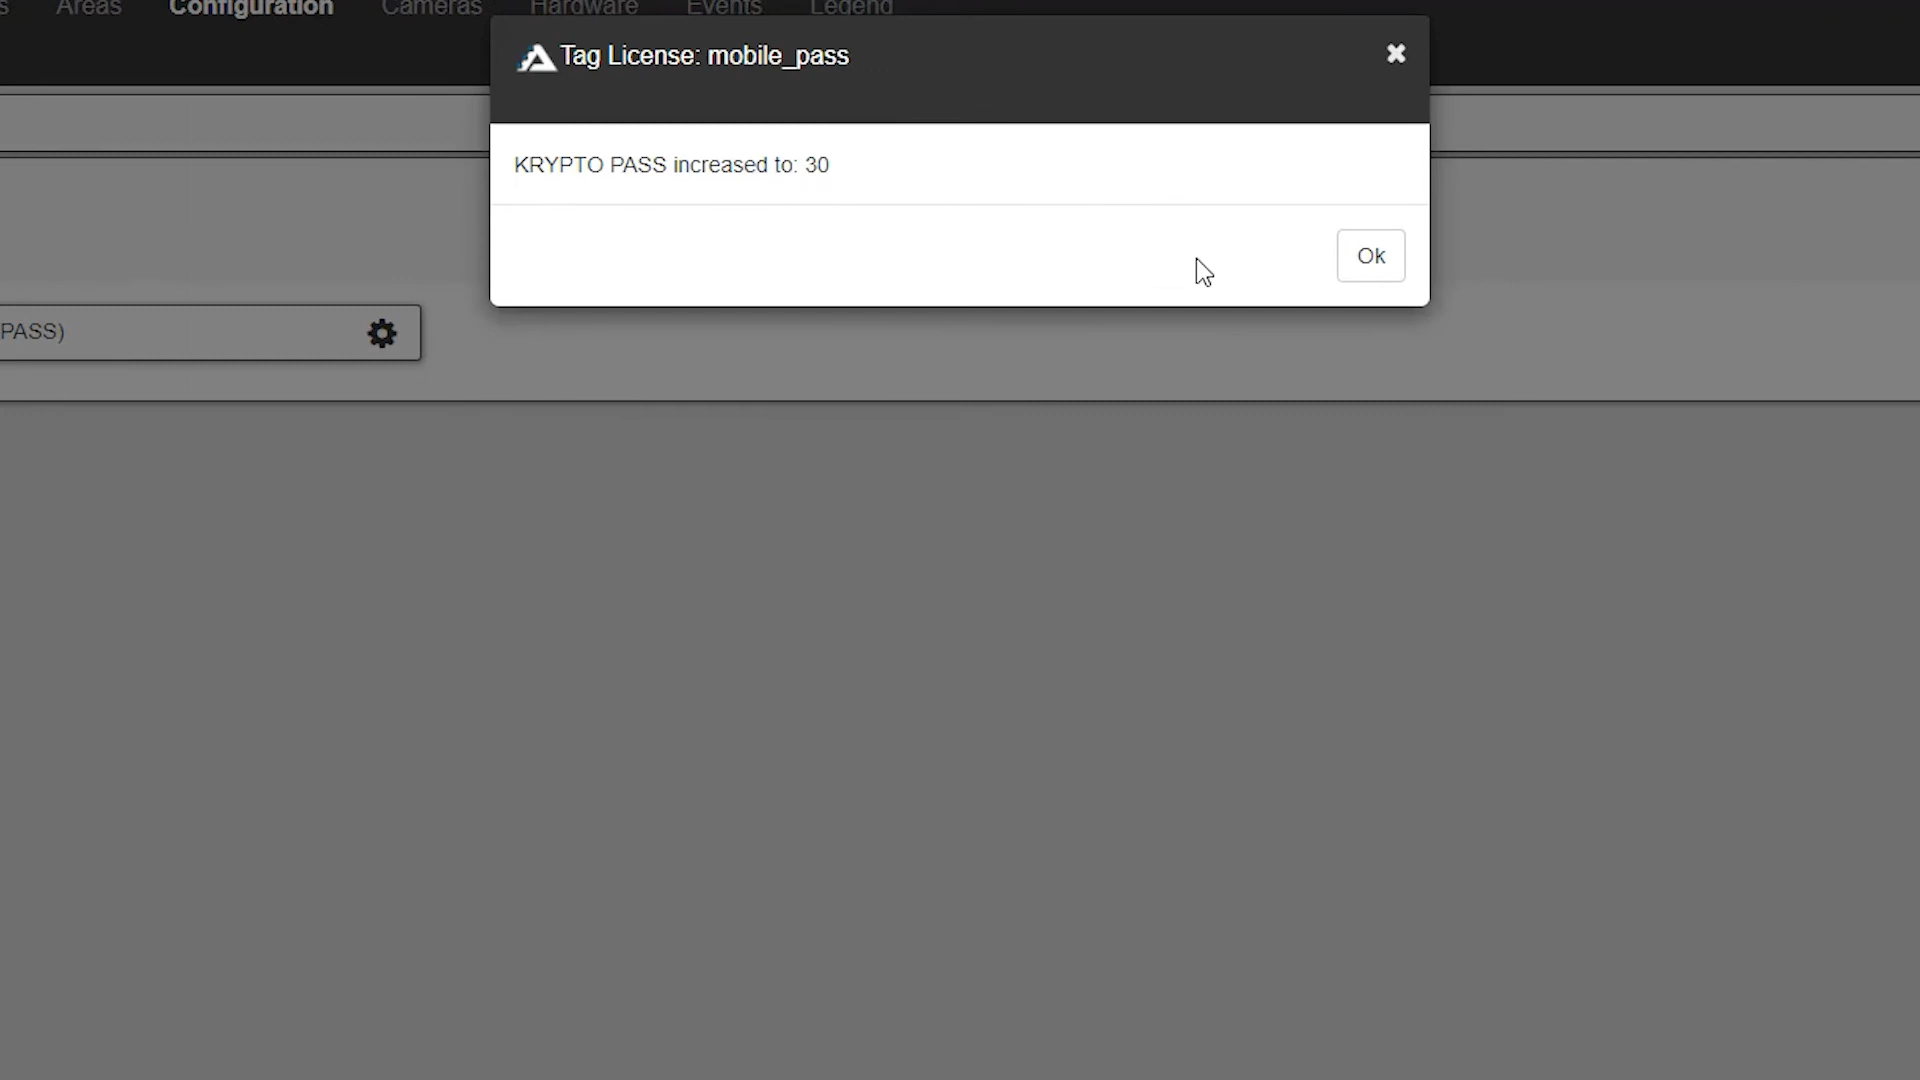 Areas Configuration Cameras Hardware Events Legend
Tag License: mobile_pass
KRYPTO PASS increased to: 30
Ok
PASS)